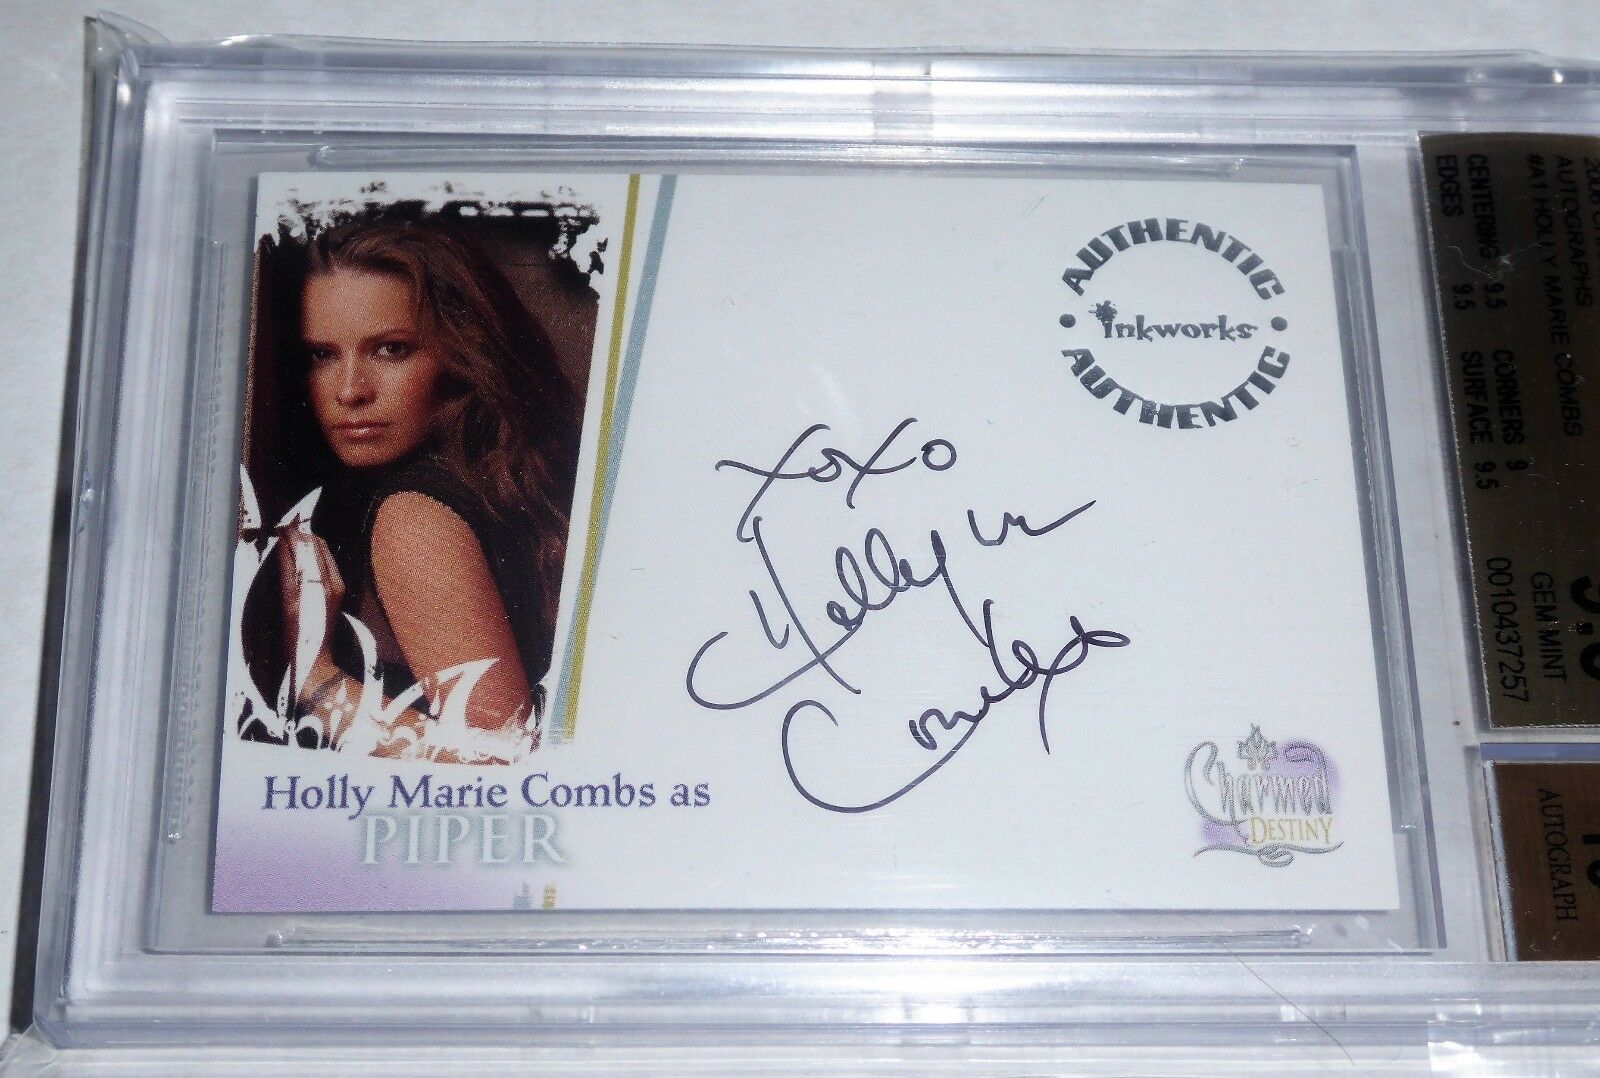 AUTHENTIC
inkworks
AUTHENTIC
xoxo
Holly M
Combs
Holly Marie Combs as
PIPER
Charmed
DESTINY
AUTOGRAPHS
#A1 HOLLY MARIE COMBS
CENTERING 9.5 CORNERS 9
EDGES 9.5 SURFACE 9.5
GEM MINT
0010437257
AUTOGRAPH